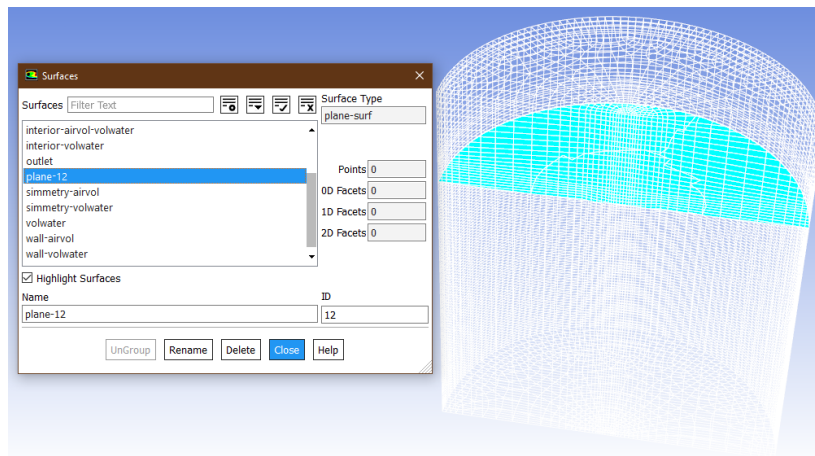 Surfaces
Surfaces Filter Text
Surface Type
plane-surf
interior-airvol-volwater
interior-volwater
outlet
plane-12
simmetry-airvol
simmetry-volwater
volwater
wall-airvol
wall-volwater
Points 0
0D Facets 0
1D Facets 0
2D Facets 0
Highlight Surfaces
Name
ID
plane-12
12
UnGroup Rename Delete Close Help